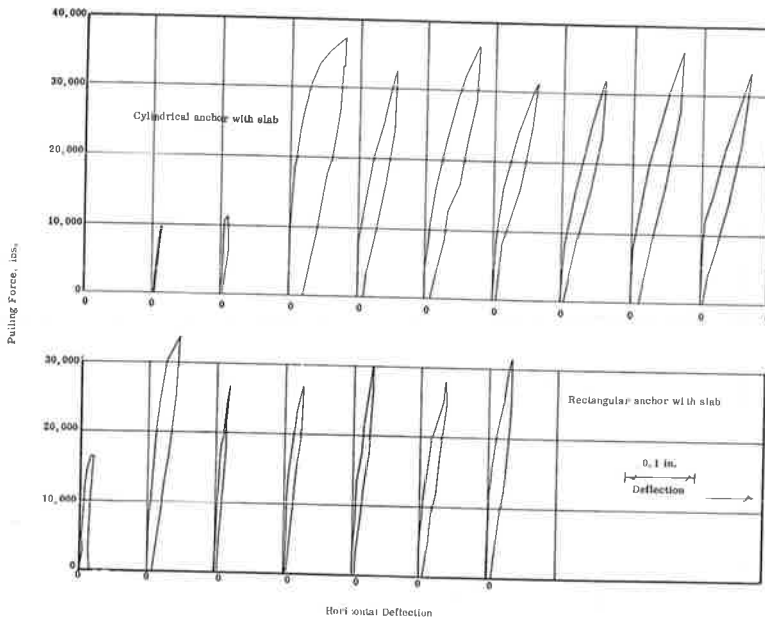 40,000
30,000
Cylindrical anchor with slab
20,000
10,000
0
0 0 0 0 0 0 0 0 0 0
Pulling Force, lbs.
30,000
Rectangular anchor with slab
20,000
0.1 in.
Deflection
10,000
0
0 0 0 0 0 0 0
Horizontal Deflection